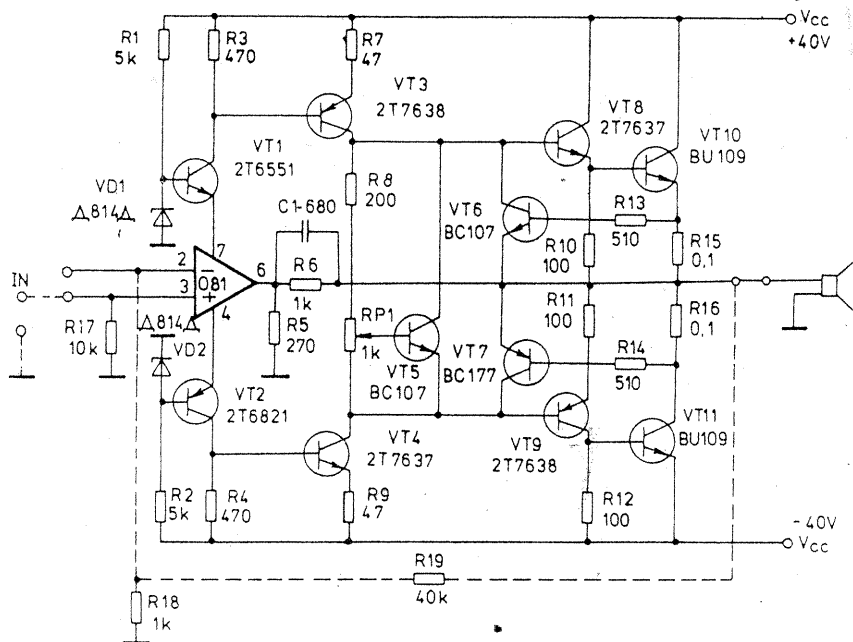 R1
5k
R3
470
R7
47
Vcc
+40V
VT3
2T7638
VT8
2T7637
VT1
2T6551
VT10
BU109
VD1
Д814Д
R8
200
C1-680
VT6
BC107
R13
510
R10
100
R15
0,1
IN
2
3
7
4
6
081
R6
1k
R17
10k
Д814Д
VD2
R5
270
RP1
1k
R11
100
R16
0,1
VT5
BC107
VT7
BC177
R14
510
VT2
2T6821
VT4
2T7637
VT9
2T7638
VT11
BU109
R2
5k
R4
470
R9
47
R12
100
-40V
Vcc
R19
40k
R18
1k